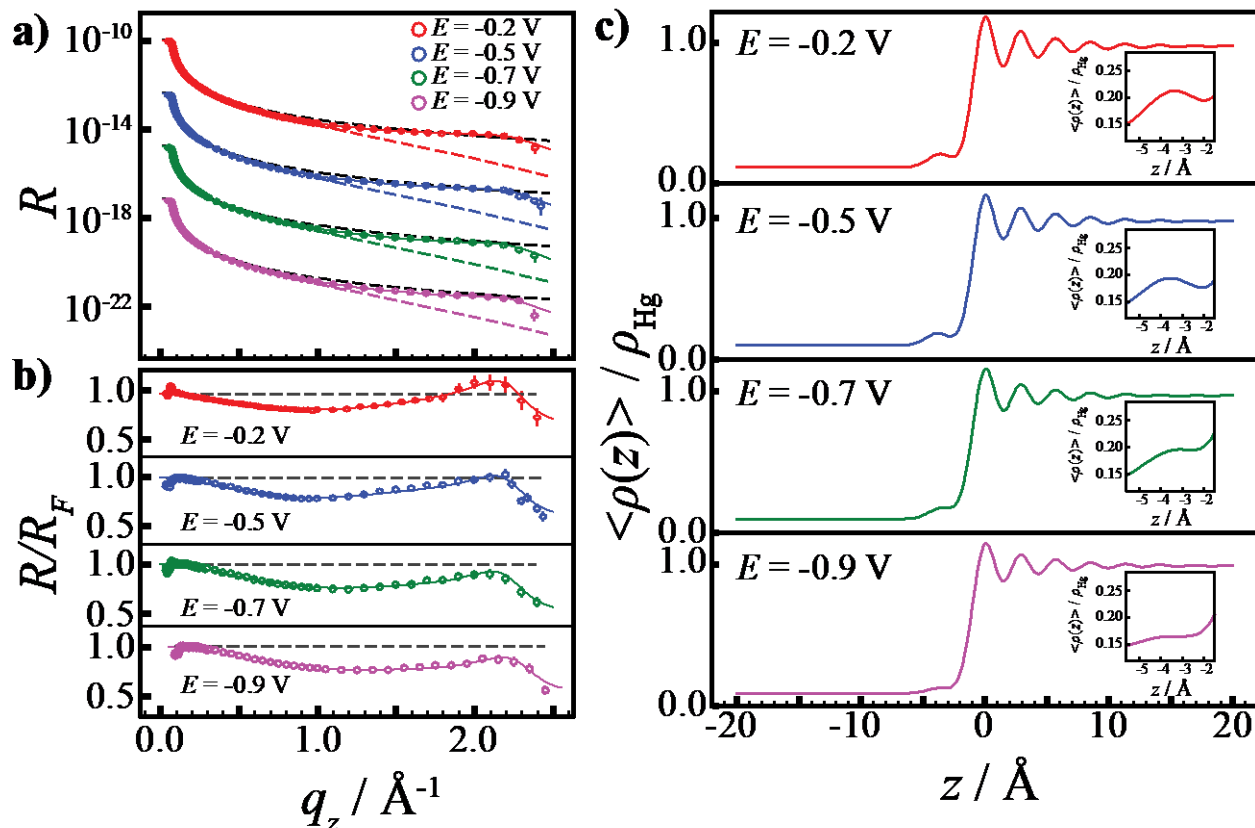 a)
R
10⁻¹⁰
10⁻¹⁴
10⁻¹⁸
10⁻²²
E = -0.2 V
E = -0.5 V
E = -0.7 V
E = -0.9 V
b)
R/R_F
1.0
0.5
E = -0.2 V
1.0
0.5
E = -0.5 V
1.0
0.5
E = -0.7 V
1.0
0.5
E = -0.9 V
0.0 1.0 2.0
q_z / Å⁻¹
c)
<ρ(z)> / ρ_Hg
1.0
E = -0.2 V
0.0
<ρ(z)> / ρ_Hg
0.25
0.20
0.15
-5 -4 -3 -2
z / Å
E = -0.5 V
1.0
0.0
<ρ(z)> / ρ_Hg
0.25
0.20
0.15
-5 -4 -3 -2
z / Å
E = -0.7 V
1.0
0.0
<ρ(z)> / ρ_Hg
0.25
0.20
0.15
-5 -4 -3 -2
z / Å
E = -0.9 V
1.0
0.0
<ρ(z)> / ρ_Hg
0.25
0.20
0.15
-5 -4 -3 -2
z / Å
-20 -10 -5 0 5 10 15 20
z / Å